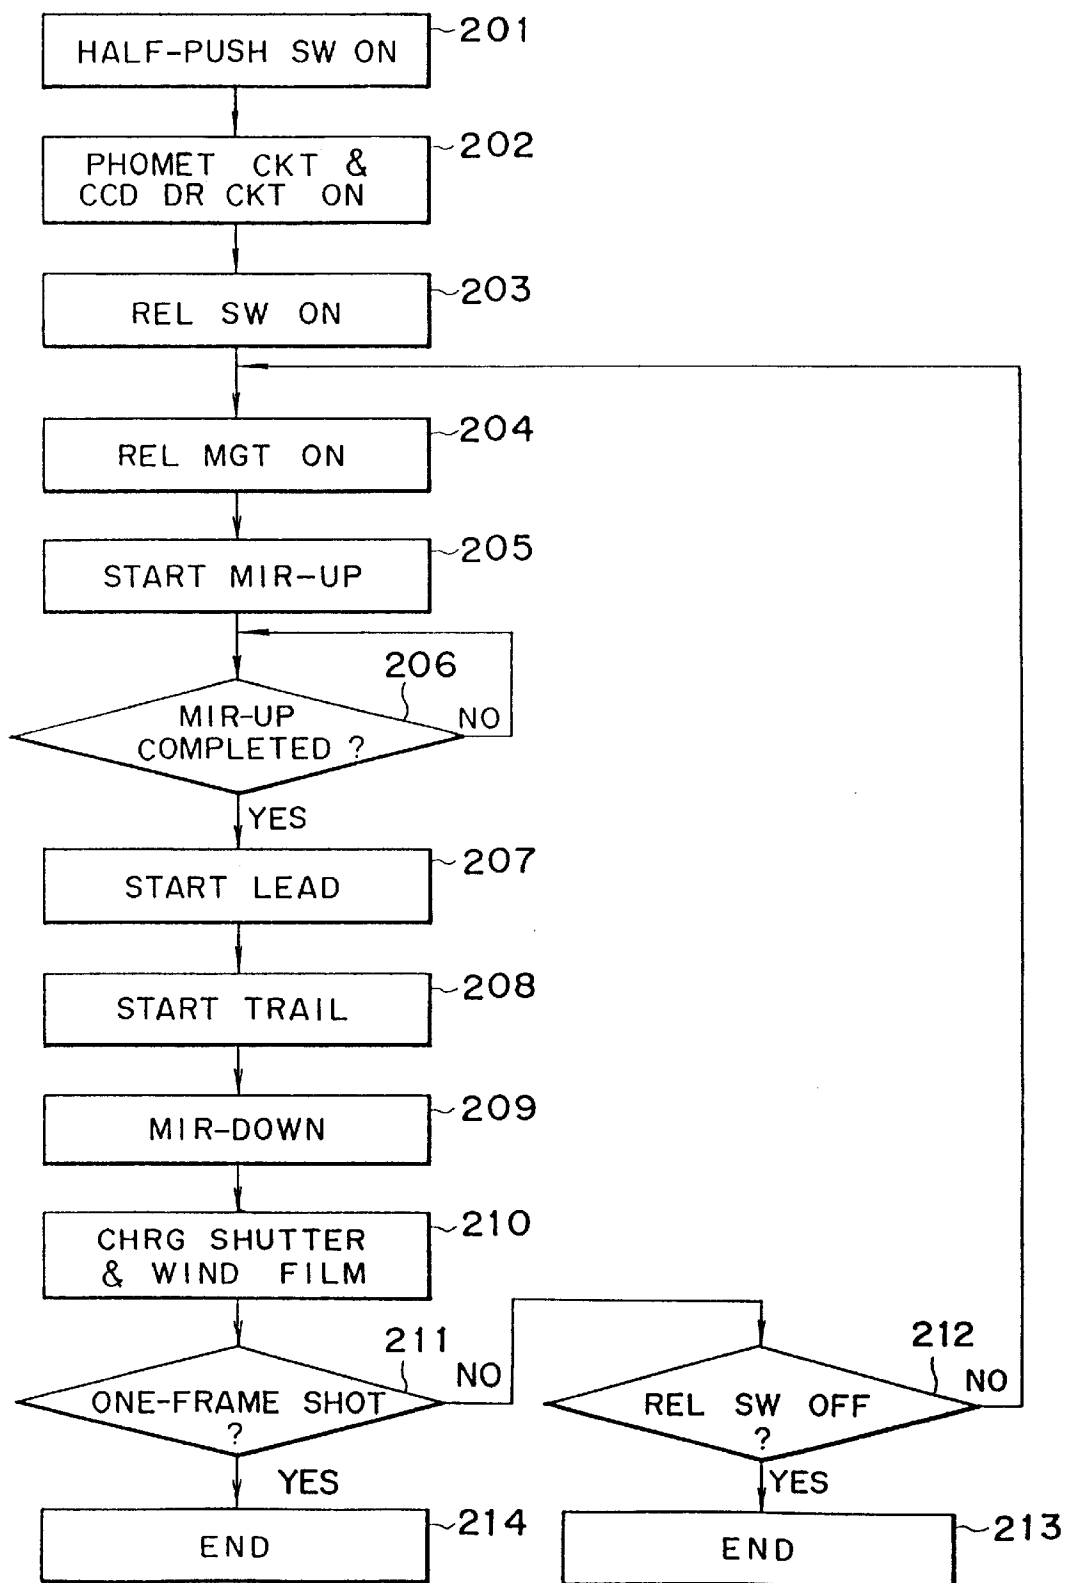 HALF-PUSH SW ON
201
PHOMET CKT &
CCD DR CKT ON
202
REL SW ON
203
REL MGT ON
204
START MIR-UP
205
206
MIR-UP
COMPLETED ?
NO
YES
START LEAD
207
START TRAIL
208
MIR-DOWN
209
CHRG SHUTTER
& WIND FILM
210
211
ONE-FRAME SHOT
?
NO
YES
212
REL SW OFF
?
NO
YES
END
214
END
213